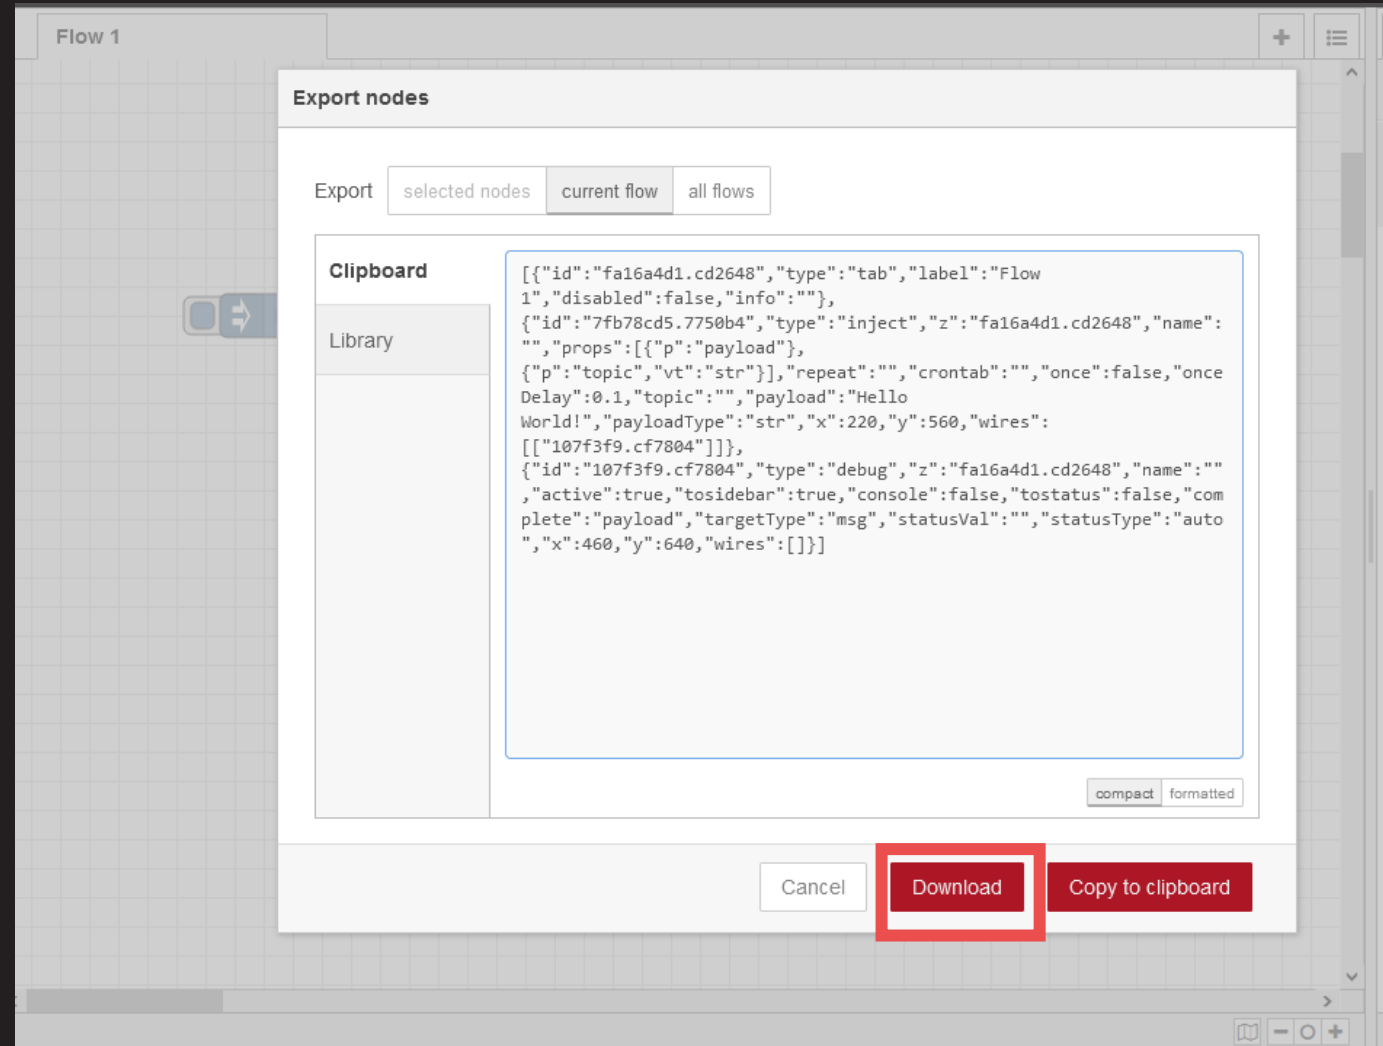 Flow 1
Export nodes
Export selected nodes current flow all flows
Clipboard
Library
[{"id":"fa16a4d1.cd2648","type":"tab","label":"Flow
1","disabled":false,"info":""},
{"id":"7fb78cd5.7750b4","type":"inject","z":"fa16a4d1.cd2648","name":
"","props":[{"p":"payload"},
{"p":"topic","vt":"str"}],"repeat":"","crontab":"","once":false,"once
Delay":0.1,"topic":"","payload":"Hello
World!","payloadType":"str","x":220,"y":560,"wires":
[["107f3f9.cf7804"]]},
{"id":"107f3f9.cf7804","type":"debug","z":"fa16a4d1.cd2648","name":""
,"active":true,"tosidebar":true,"console":false,"tostatus":false,"com
plete":"payload","targetType":"msg","statusVal":"","statusType":"auto
","x":460,"y":640,"wires":[]}]
compact formatted
Cancel Download Copy to clipboard